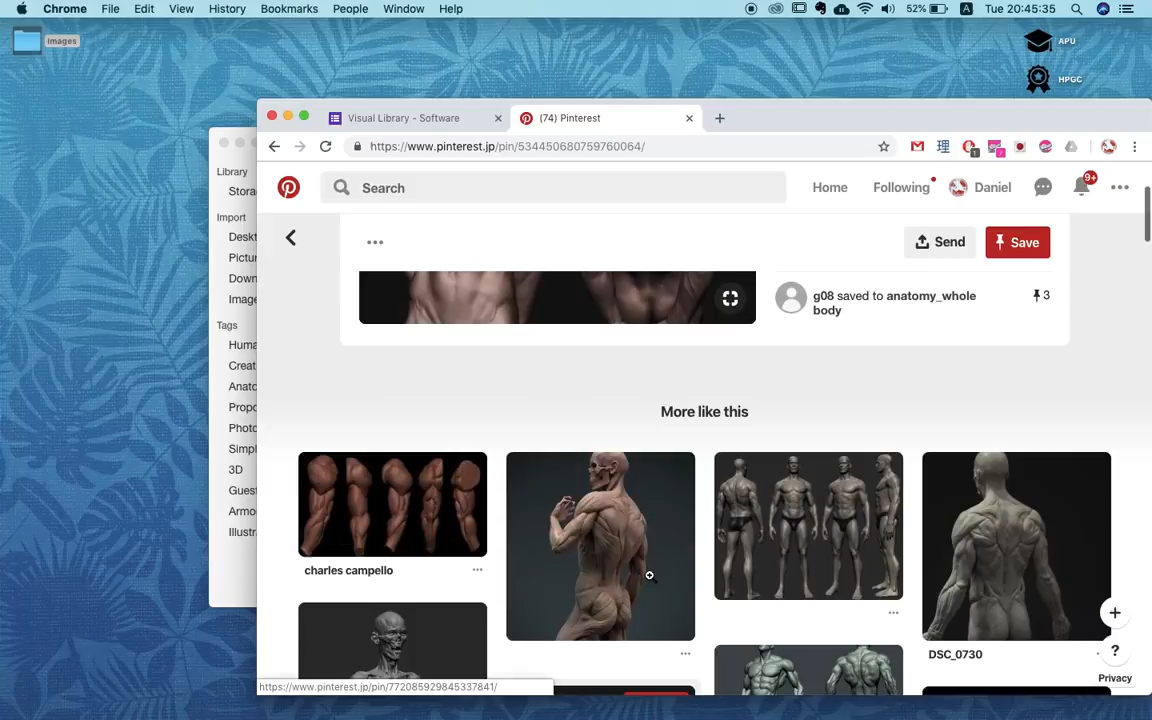 Chrome File Edit View History Bookmarks People Window Help 52% A Tue 20:45:35
images
APU
HPGC
Visual Library - Software
(74) Pinterest
https://www.pinterest.jp/pin/534450680759760064/
Search
Home Following Daniel 9+
Send Save
g08 saved to anatomy_whole body 3
Library
Import
Tags
3D
More like this
charles campello
DSC_0730
?
Privacy
https://www.pinterest.jp/pin/772085929845337841/